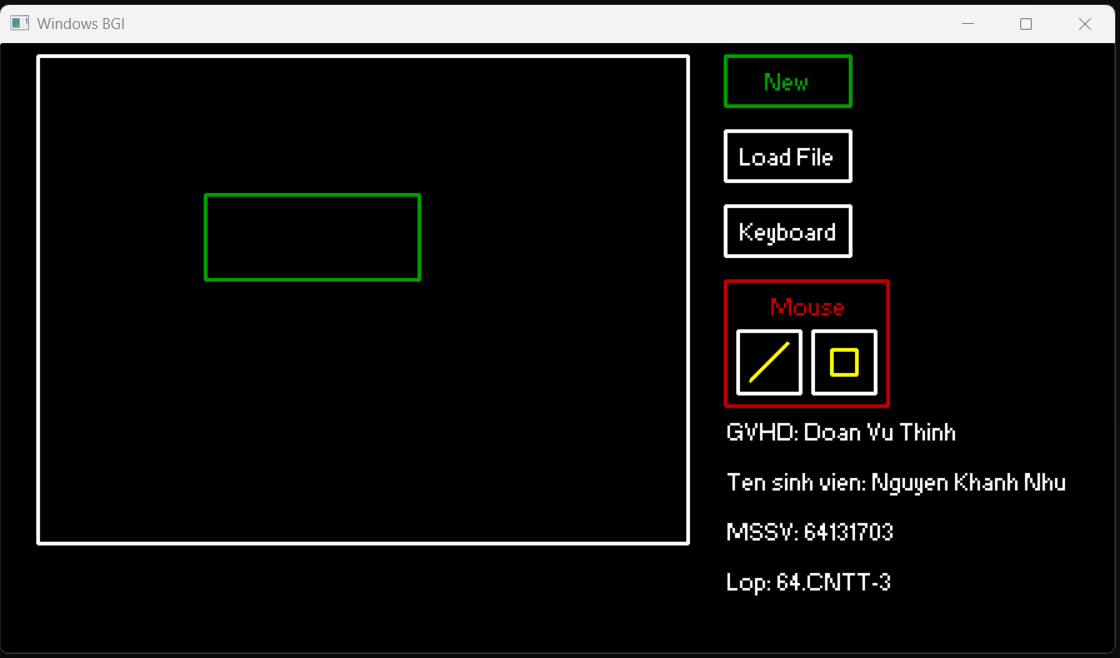 Windows BGI
New
Load File
Keyboard
Mouse
GVHD: Doan Vu Thinh
Ten sinh vien: Nguyen Khanh Nhu
MSSV: 64131703
Lop: 64.CNTT-3